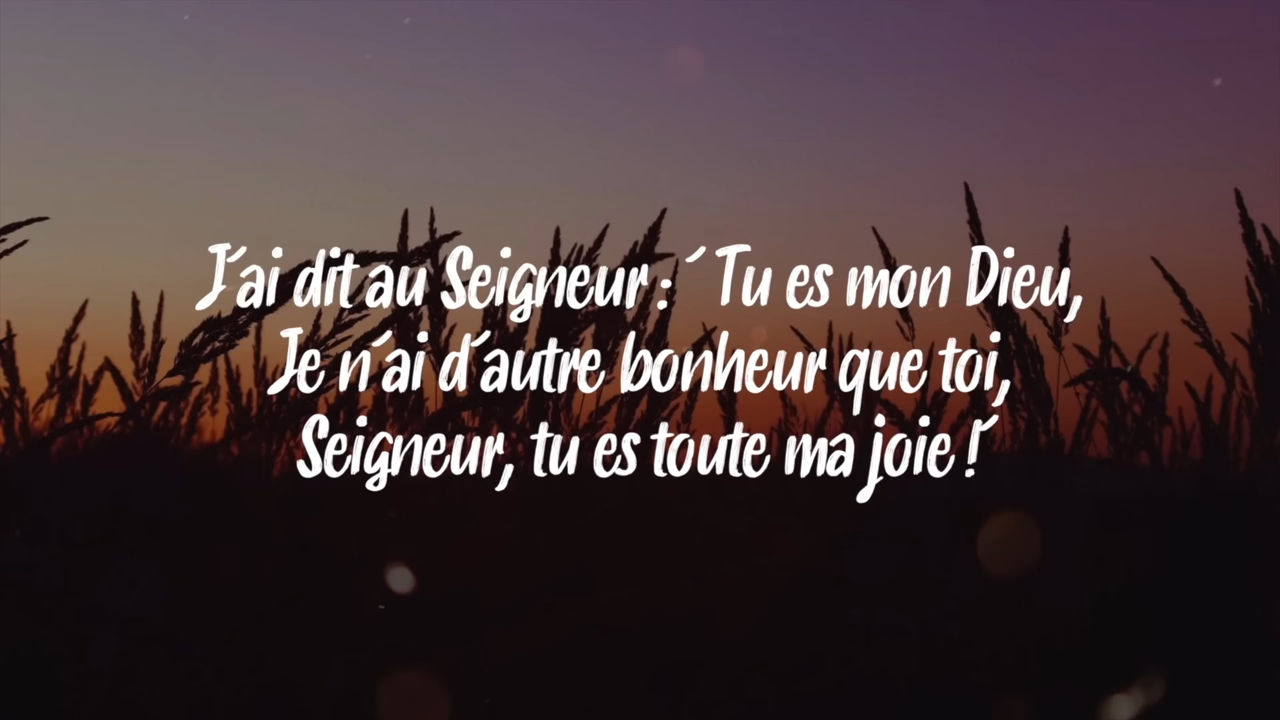 J´ai dit au Seigneur : ´ Tu es mon Dieu,
Je n´ai d´autre bonheur que toi,
Seigneur, tu es toute ma joie !´